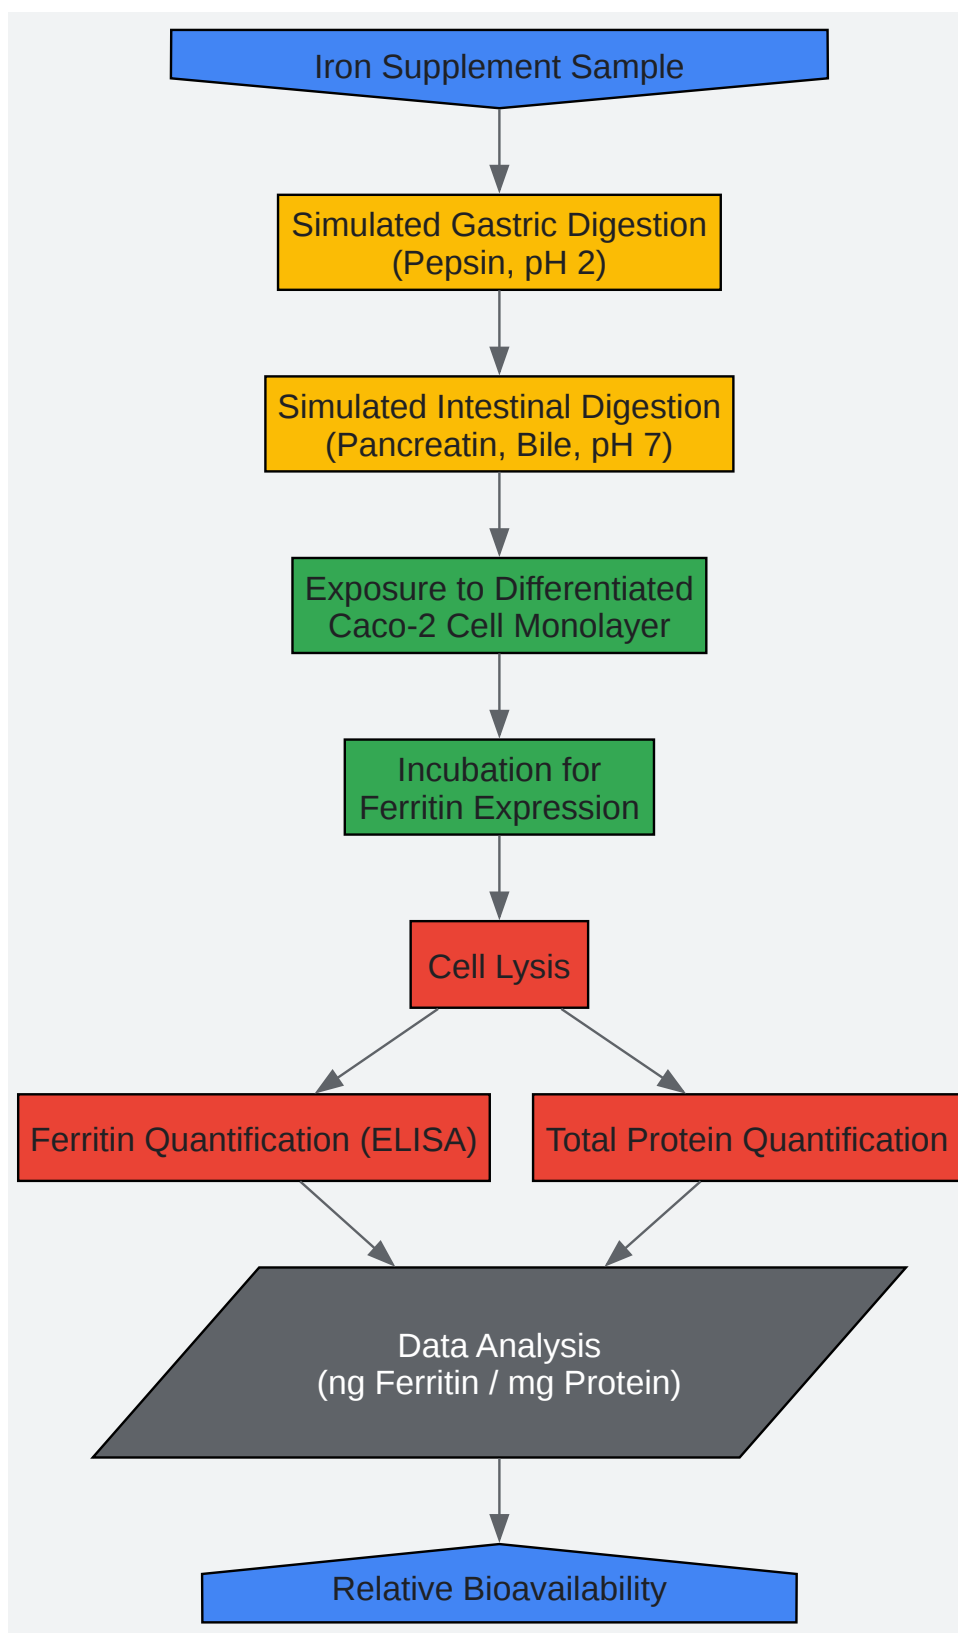 Iron Supplement Sample
Simulated Gastric Digestion
(Pepsin, pH 2)
Simulated Intestinal Digestion
(Pancreatin, Bile, pH 7)
Exposure to Differentiated
Caco-2 Cell Monolayer
Incubation for
Ferritin Expression
Cell Lysis
Ferritin Quantification (ELISA)
Total Protein Quantification
Data Analysis
(ng Ferritin / mg Protein)
Relative Bioavailability